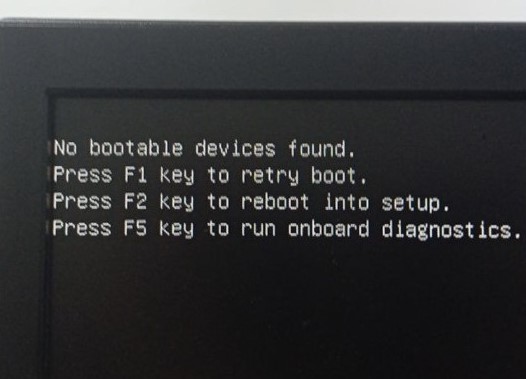 No bootable devices found.
Press F1 key to retry boot.
Press F2 key to reboot into setup.
Press F5 key to run onboard diagnostics.